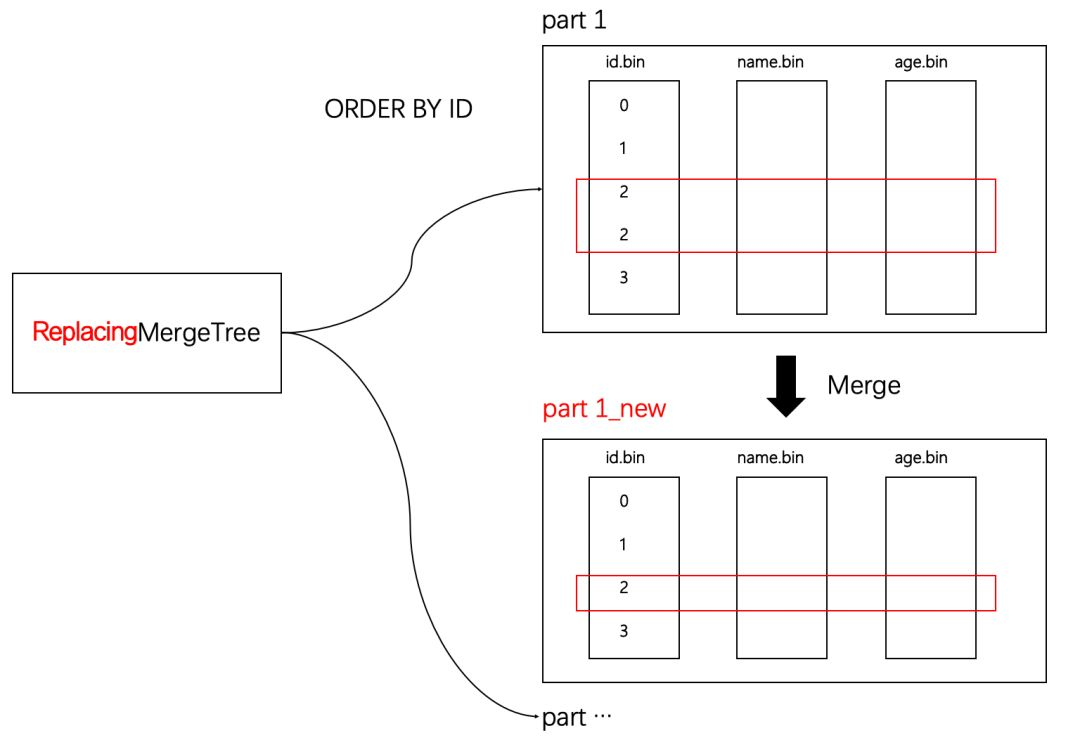 part 1
id.bin name.bin age.bin
ORDER BY ID
0
1
2
2
3
ReplacingMergeTree
Merge
part 1_new
id.bin name.bin age.bin
0
1
2
3
part ···